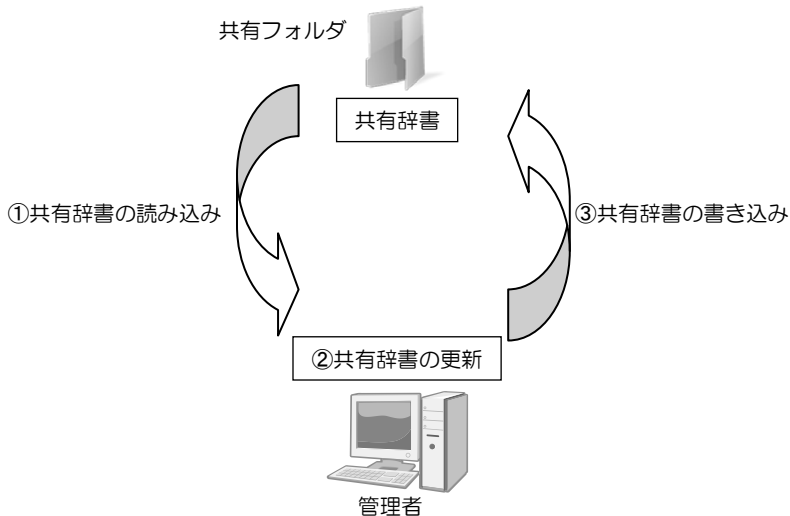 共有フォルダ
共有辞書
①共有辞書の読み込み
③共有辞書の書き込み
②共有辞書の更新
管理者